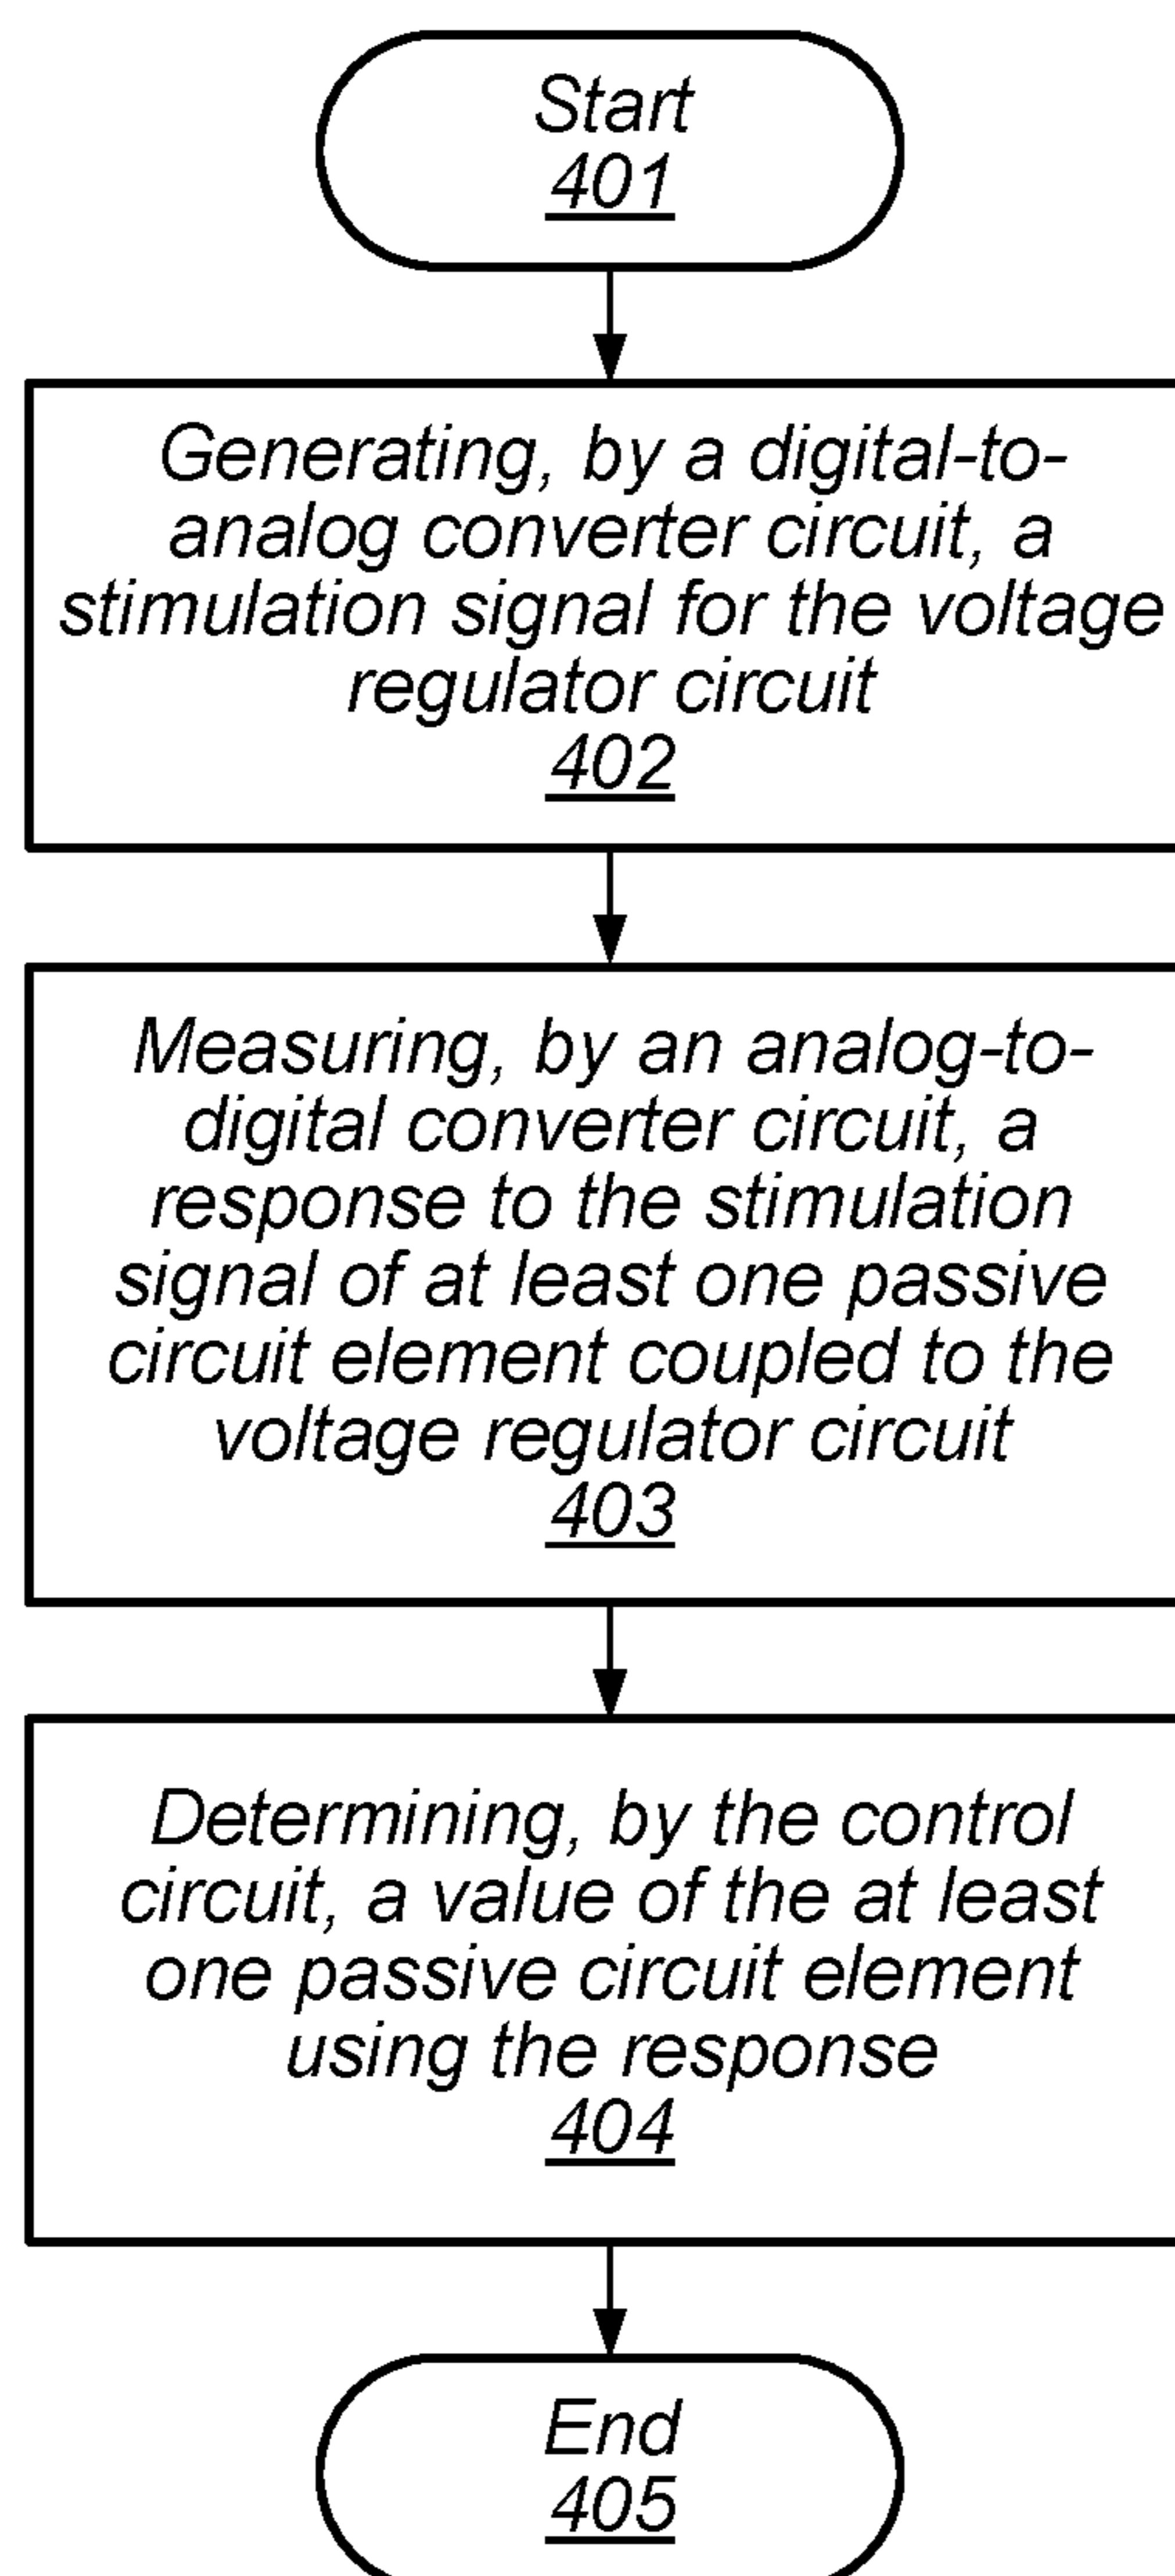 Start
401
Generating, by a digital-to-
analog converter circuit, a
stimulation signal for the voltage
regulator circuit
402
Measuring, by an analog-to-
digital converter circuit, a
response to the stimulation
signal of at least one passive
circuit element coupled to the
voltage regulator circuit
403
Determining, by the control
circuit, a value of the at least
one passive circuit element
using the response
404
End
405